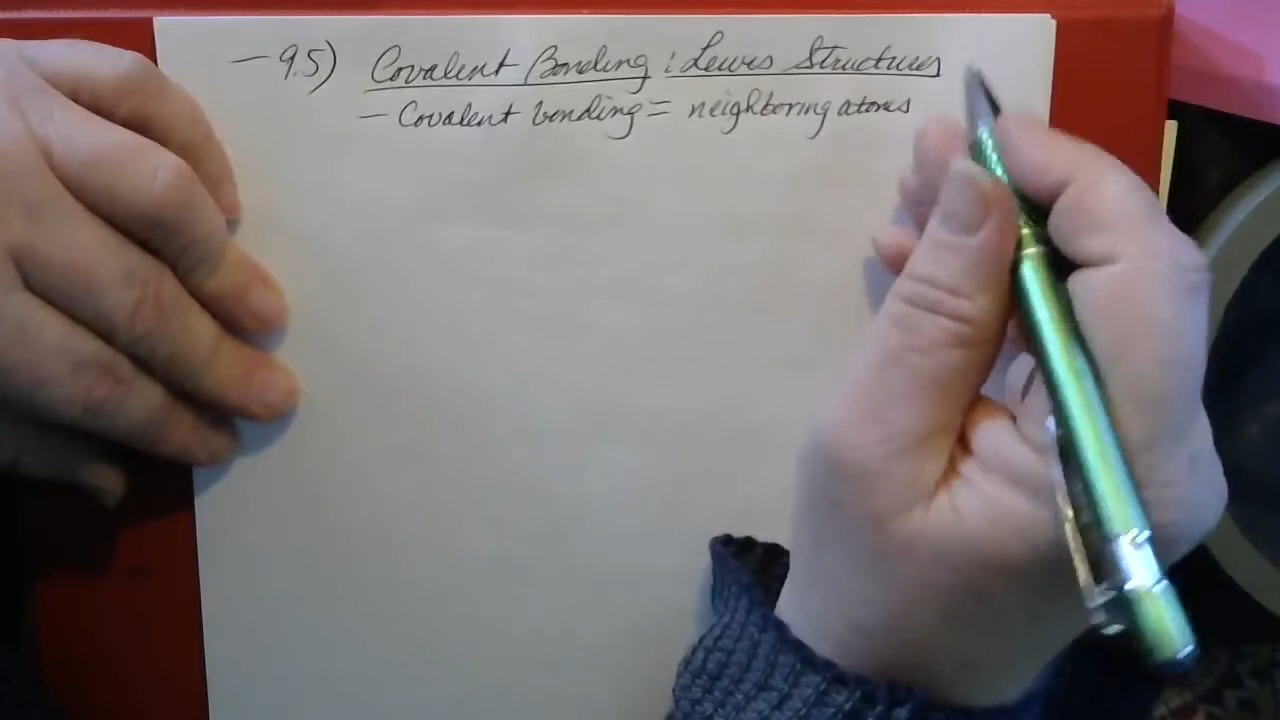 - 9.5) Covalent Bonding : Lewis Structures
- Covalent bonding = neighboring atoms